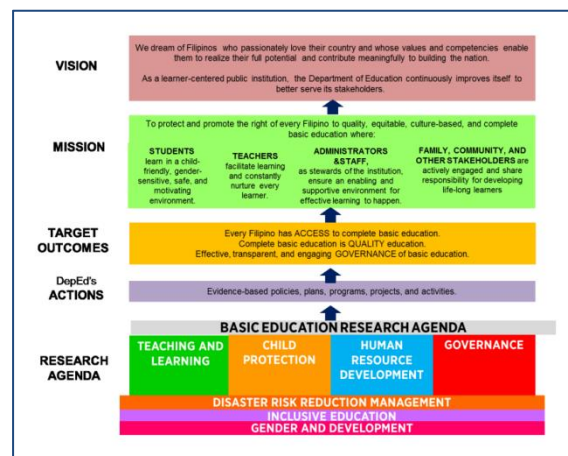 VISION
We dream of Filipinos who passionately love their country and whose values and competencies enable
them to realize their full potential and contribute meaningfully to building the nation.
As a learner-centered public institution, the Department of Education continuously improves itself to
better serve its stakeholders.
MISSION
To protect and promote the right of every Filipino to quality, equitable, culture-based, and complete
basic education where:
STUDENTS
learn in a child-
friendly, gender-
sensitive, safe, and
motivating
environment.
TEACHERS
facilitate learning
and constantly
nurture every
learner.
ADMINISTRATORS
&STAFF,
as stewards of the institution,
ensure an enabling and
supportive environment for
effective learning to happen.
FAMILY, COMMUNITY, AND
OTHER STAKEHOLDERS are
actively engaged and share
responsibility for developing
life-long learners
TARGET
OUTCOMES
Every Filipino has ACCESS to complete basic education.
Complete basic education is QUALITY education.
Effective, transparent, and engaging GOVERNANCE of basic education.
DepEd's
ACTIONS
Evidence-based policies, plans, programs, projects, and activities.
BASIC EDUCATION RESEARCH AGENDA
RESEARCH
AGENDA
TEACHING AND
LEARNING
CHILD
PROTECTION
HUMAN
RESOURCE
DEVELOPMENT
GOVERNANCE
DISASTER RISK REDUCTION MANAGEMENT
INCLUSIVE EDUCATION
GENDER AND DEVELOPMENT